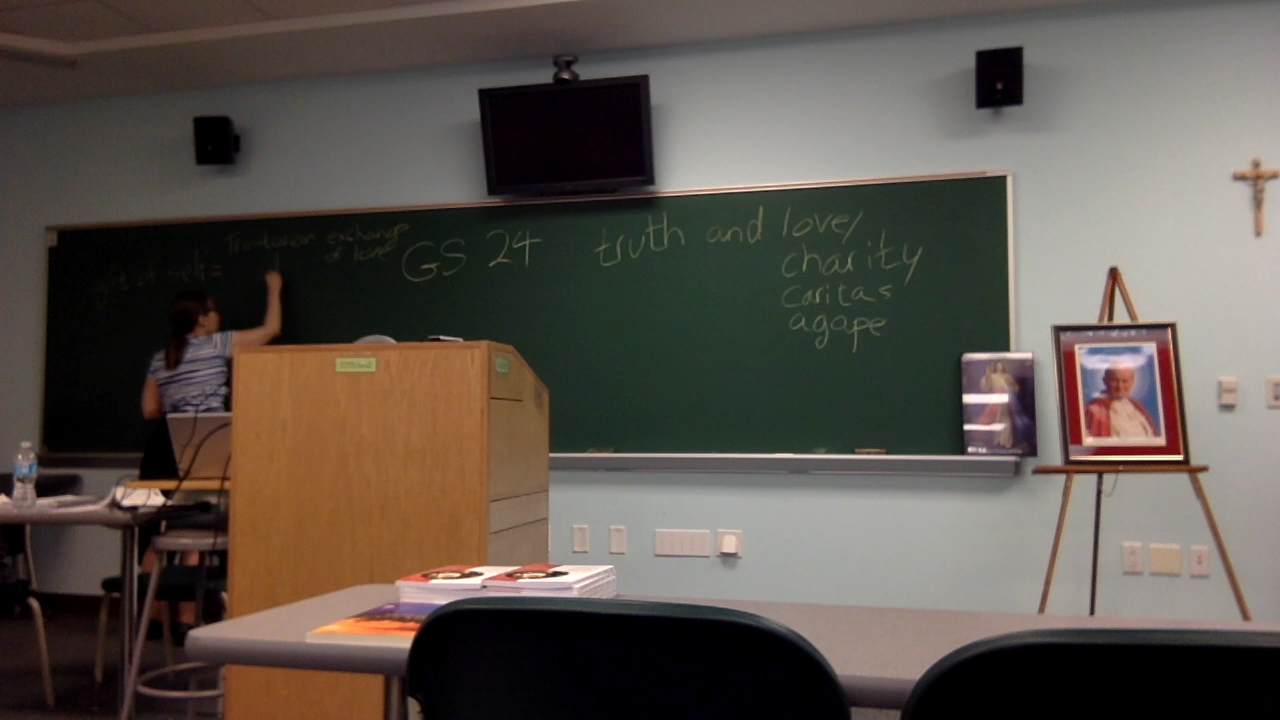 gift of self =
Trinitarian exchange
of love
GS 24
truth and love/
charity
caritas
agape